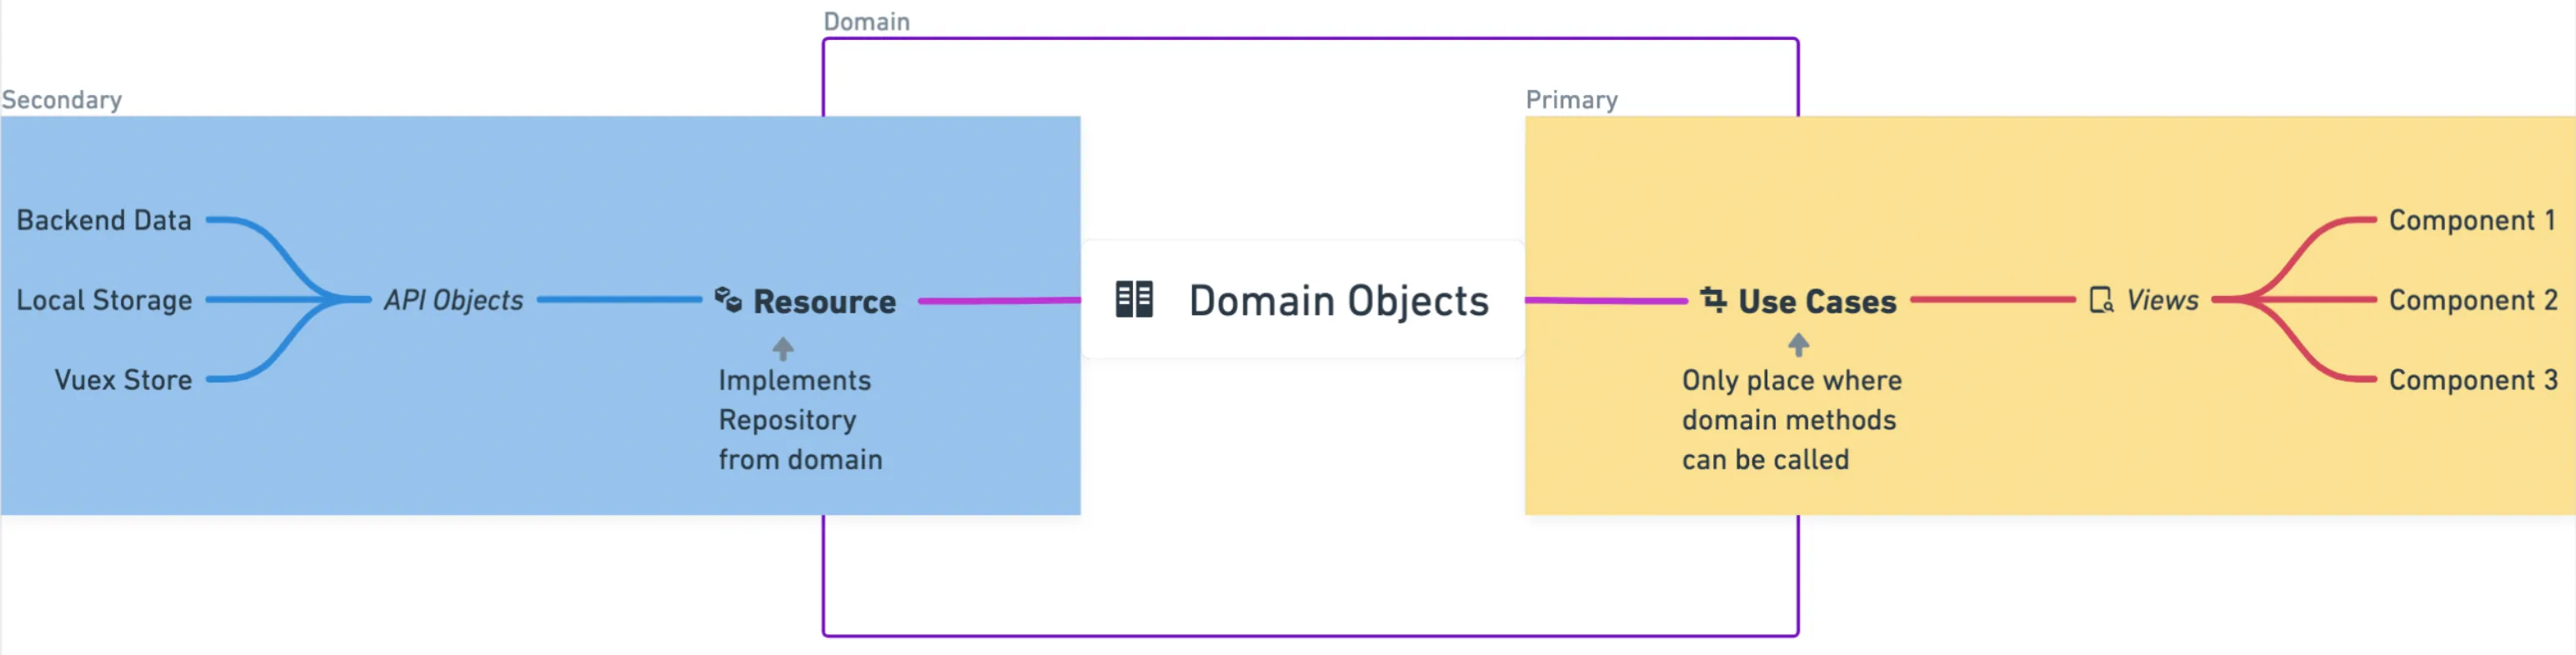 Domain
Secondary
Primary
Backend Data
Local Storage
Vuex Store
API Objects
Resource
Implements
Repository
from domain
Domain Objects
Use Cases
Only place where
domain methods
can be called
Views
Component 1
Component 2
Component 3